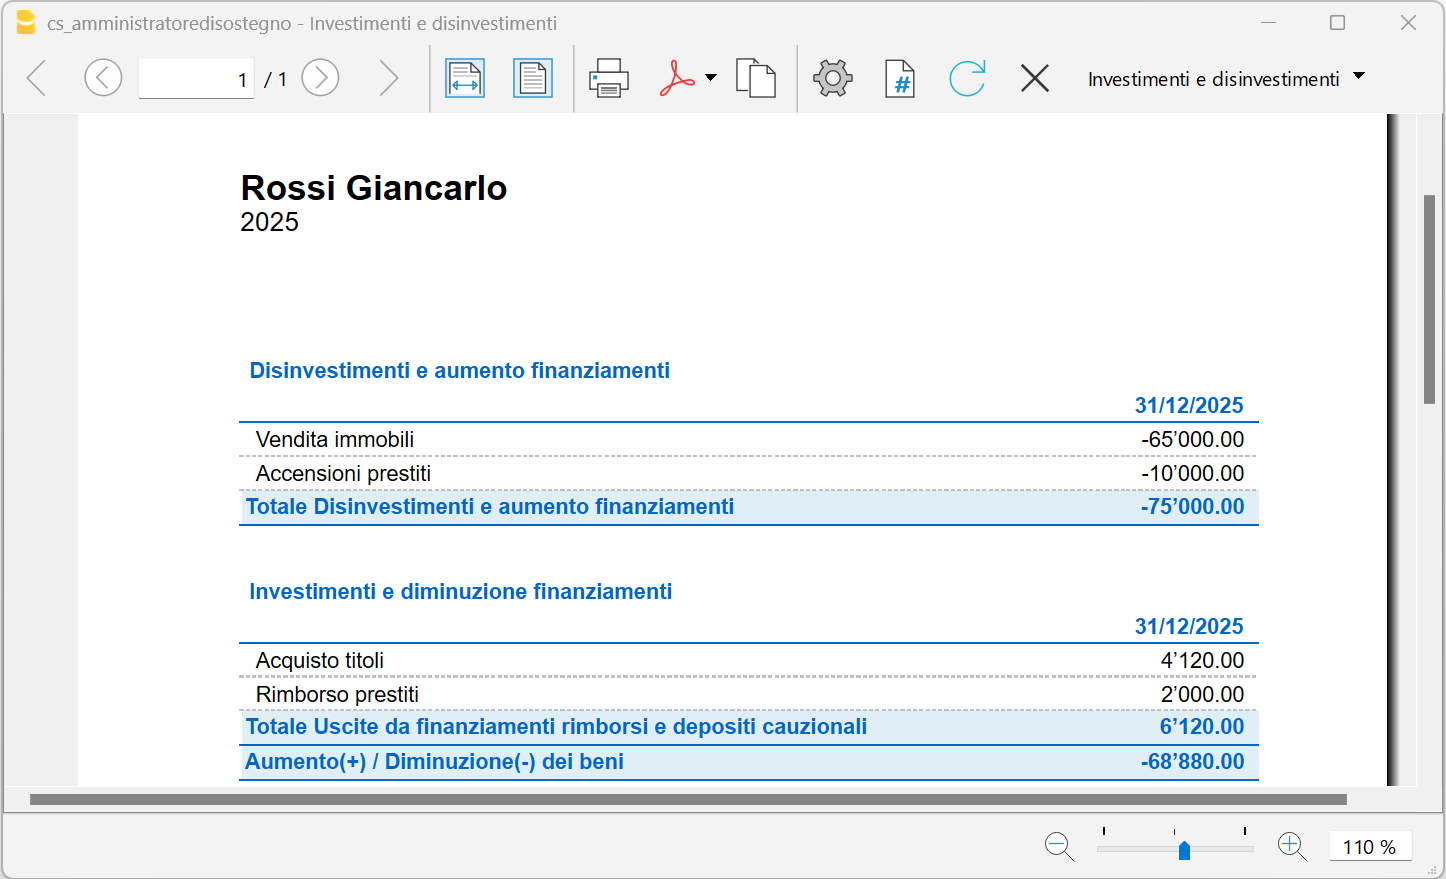 cs_amministratoredisostegno - Investimenti e disinvestimenti
1 / 1 # Investimenti e disinvestimenti
Rossi Giancarlo
2025
Disinvestimenti e aumento finanziamenti
31/12/2025
Vendita immobili -65’000.00
Accensioni prestiti -10’000.00
Totale Disinvestimenti e aumento finanziamenti -75’000.00
Investimenti e diminuzione finanziamenti
31/12/2025
Acquisto titoli 4’120.00
Rimborso prestiti 2’000.00
Totale Uscite da finanziamenti rimborsi e depositi cauzionali 6’120.00
Aumento(+) / Diminuzione(-) dei beni -68’880.00
110 %